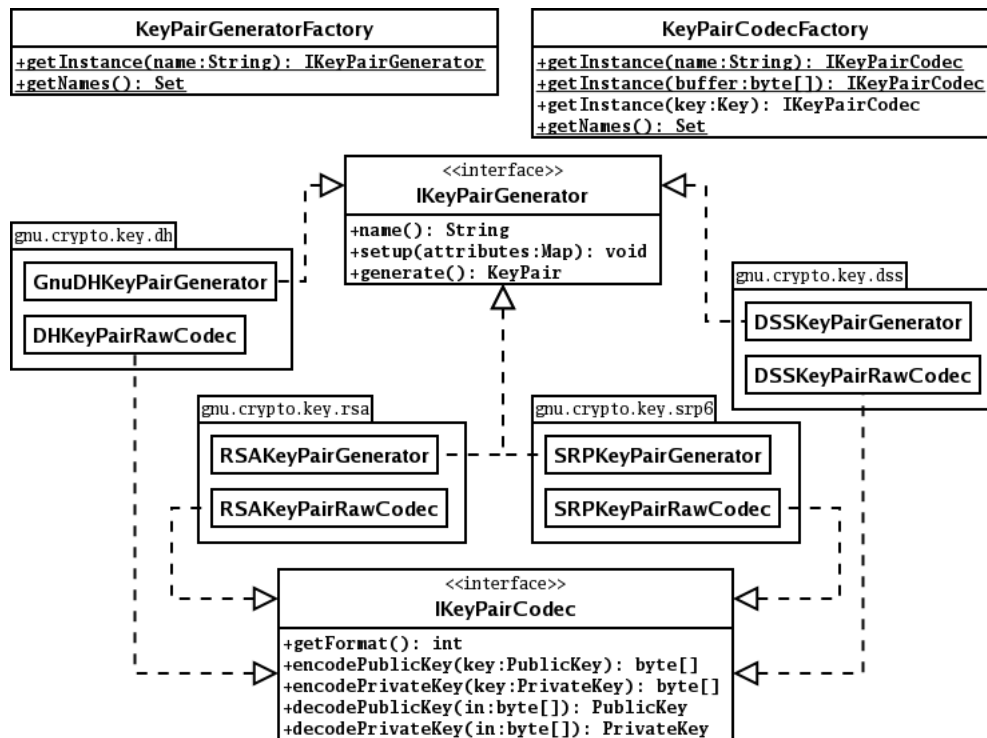 KeyPairGeneratorFactory
+getInstance(name:String): IKeyPairGenerator
+getNames(): Set
KeyPairCodecFactory
+getInstance(name:String): IKeyPairCodec
+getInstance(buffer:byte[]): IKeyPairCodec
+getInstance(key:Key): IKeyPairCodec
+getNames(): Set
<<interface>>
IKeyPairGenerator
+name(): String
+setup(attributes:Map): void
+generate(): KeyPair
gnu.crypto.key.dh
GnuDHKeyPairGenerator
DHKeyPairRawCodec
gnu.crypto.key.dss
DSSKeyPairGenerator
DSSKeyPairRawCodec
gnu.crypto.key.rsa
RSAKeyPairGenerator
RSAKeyPairRawCodec
gnu.crypto.key.srp6
SRPKeyPairGenerator
SRPKeyPairRawCodec
<<interface>>
IKeyPairCodec
+getFormat(): int
+encodePublicKey(key:PublicKey): byte[]
+encodePrivateKey(key:PrivateKey): byte[]
+decodePublicKey(in:byte[]): PublicKey
+decodePrivateKey(in:byte[]): PrivateKey